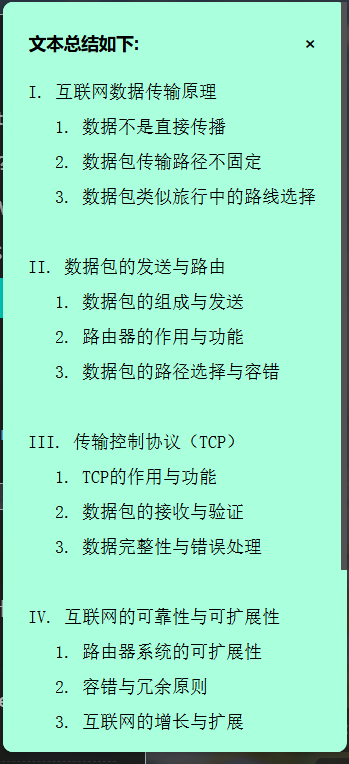 文本总结如下:
×
I. 互联网数据传输原理
1. 数据不是直接传播
2. 数据包传输路径不固定
3. 数据包类似旅行中的路线选择
II. 数据包的发送与路由
1. 数据包的组成与发送
2. 路由器的作用与功能
3. 数据包的路径选择与容错
III. 传输控制协议（TCP）
1. TCP的作用与功能
2. 数据包的接收与验证
3. 数据完整性与错误处理
IV. 互联网的可靠性与可扩展性
1. 路由器系统的可扩展性
2. 容错与冗余原则
3. 互联网的增长与扩展